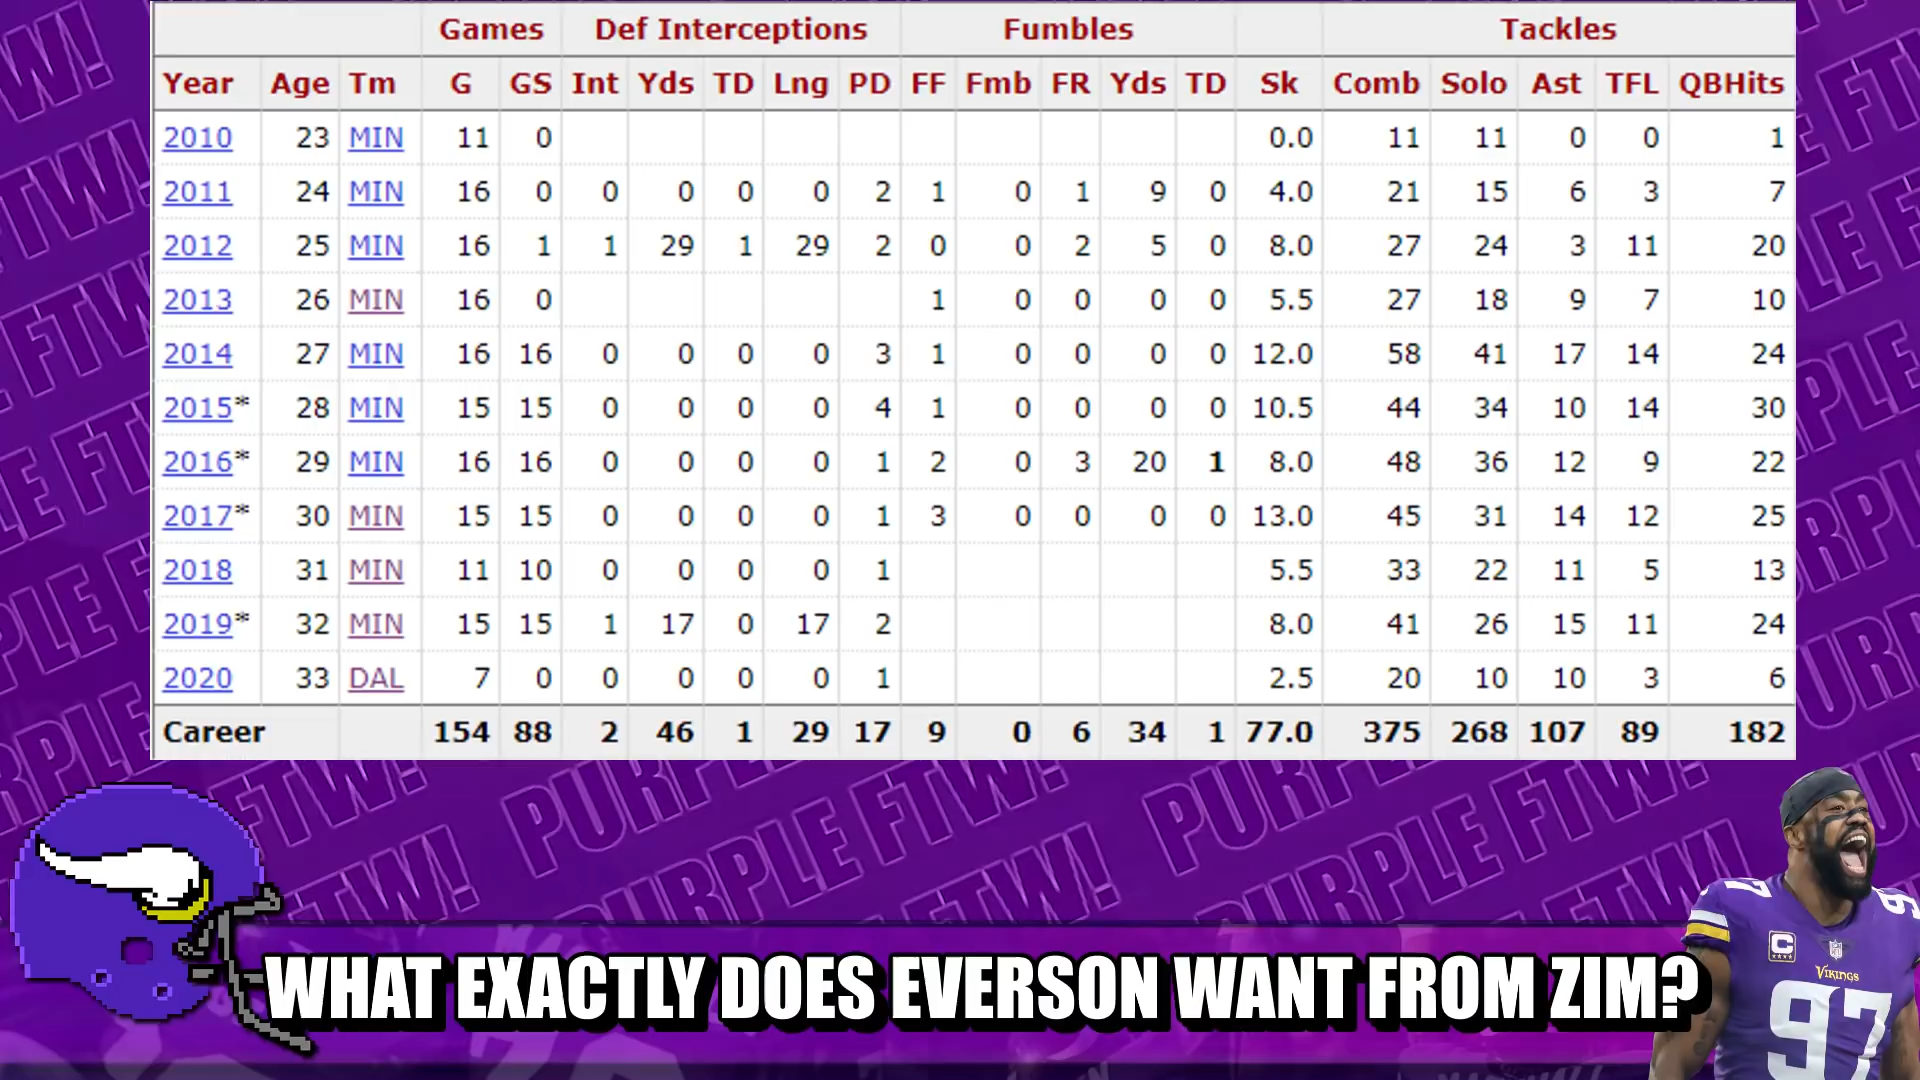 Games Def Interceptions Fumbles Tackles
Year Age Tm G GS Int Yds TD Lng PD FF Fmb FR Yds TD Sk Comb Solo Ast TFL QBHits
2010 23 MIN 11 0 0.0 11 11 0 0 1
2011 24 MIN 16 0 0 0 0 0 2 1 0 1 9 0 4.0 21 15 6 3 7
2012 25 MIN 16 1 1 29 1 29 2 0 0 2 5 0 8.0 27 24 3 11 20
2013 26 MIN 16 0 1 0 0 0 0 5.5 27 18 9 7 10
2014 27 MIN 16 16 0 0 0 0 3 1 0 0 0 0 12.0 58 41 17 14 24
2015* 28 MIN 15 15 0 0 0 0 4 1 0 0 0 0 10.5 44 34 10 14 30
2016* 29 MIN 16 16 0 0 0 0 1 2 0 3 20 1 8.0 48 36 12 9 22
2017* 30 MIN 15 15 0 0 0 0 1 3 0 0 0 0 13.0 45 31 14 12 25
2018 31 MIN 11 10 0 0 0 0 1 5.5 33 22 11 5 13
2019* 32 MIN 15 15 1 17 0 17 2 8.0 41 26 15 11 24
2020 33 DAL 7 0 0 0 0 0 1 2.5 20 10 10 3 6
Career 154 88 2 46 1 29 17 9 0 6 34 1 77.0 375 268 107 89 182
PURPLE FTW!
WHAT EXACTLY DOES EVERSON WANT FROM ZIM?
97
C
NFL
VIKINGS
97